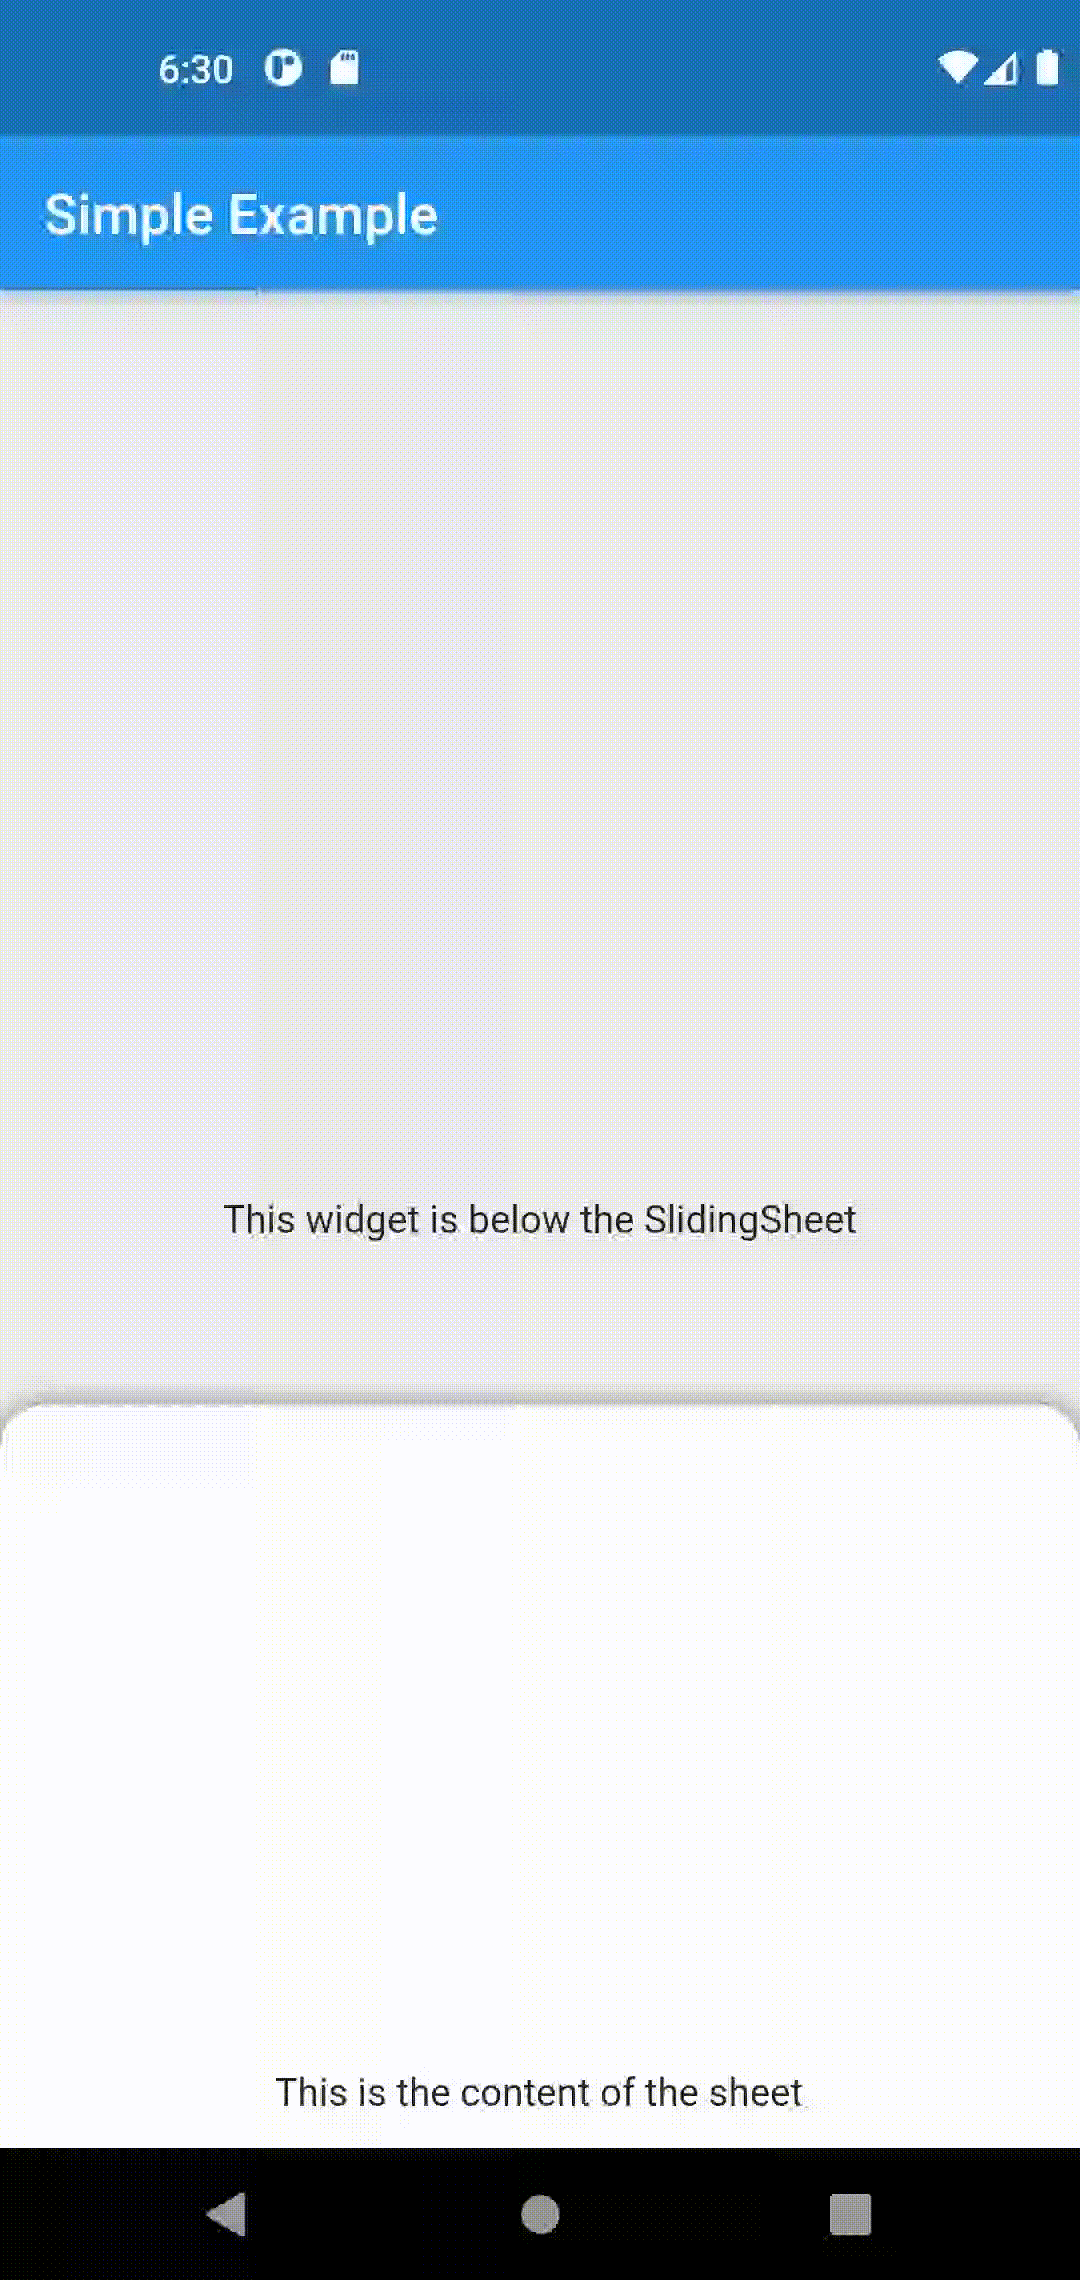 6:30
Simple Example
This widget is below the SlidingSheet
This is the content of the sheet